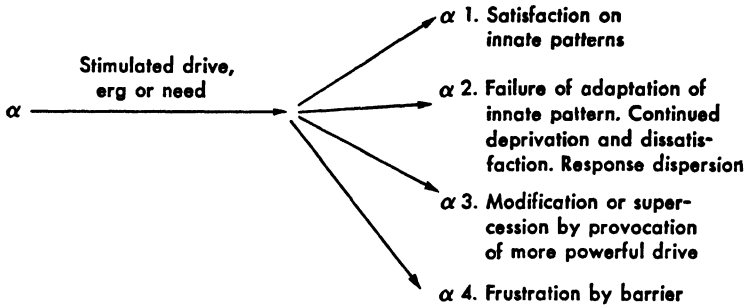 α 1. Satisfaction on
innate patterns
Stimulated drive,
erg or need
α
α 2. Failure of adaptation of
innate pattern. Continued
deprivation and dissatis-
faction. Response dispersion
α 3. Modification or super-
cession by provocation
of more powerful drive
α 4. Frustration by barrier